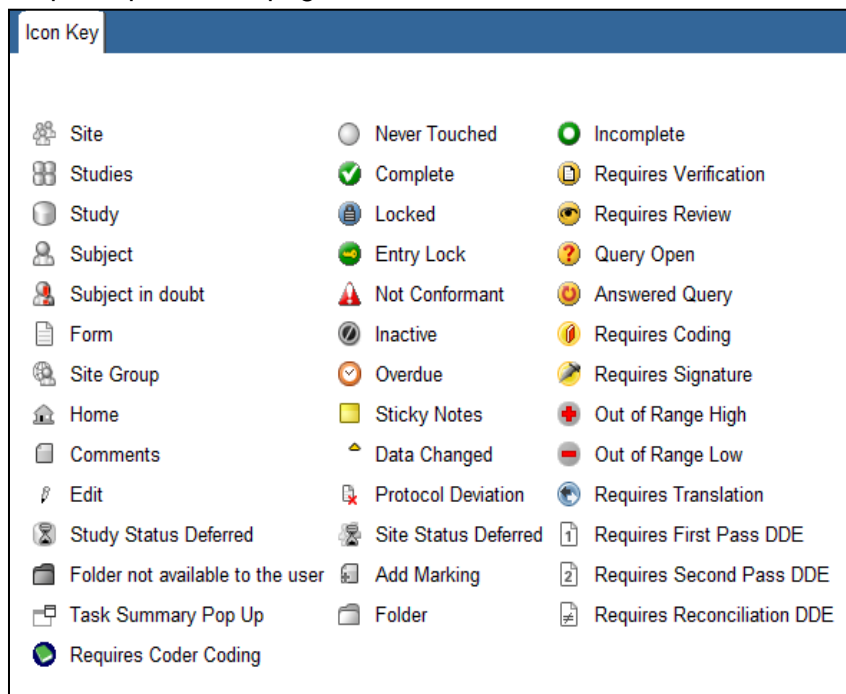 Icon Key
Site Never Touched Incomplete
Studies Complete Requires Verification
Study Locked Requires Review
Subject Entry Lock Query Open
Subject in doubt Not Conformant Answered Query
Form Inactive Requires Coding
Site Group Overdue Requires Signature
Home Sticky Notes Out of Range High
Comments Data Changed Out of Range Low
Edit Protocol Deviation Requires Translation
Study Status Deferred Site Status Deferred 1 Requires First Pass DDE
Folder not available to the user Add Marking 2 Requires Second Pass DDE
Task Summary Pop Up Folder ≠ Requires Reconciliation DDE
Requires Coder Coding